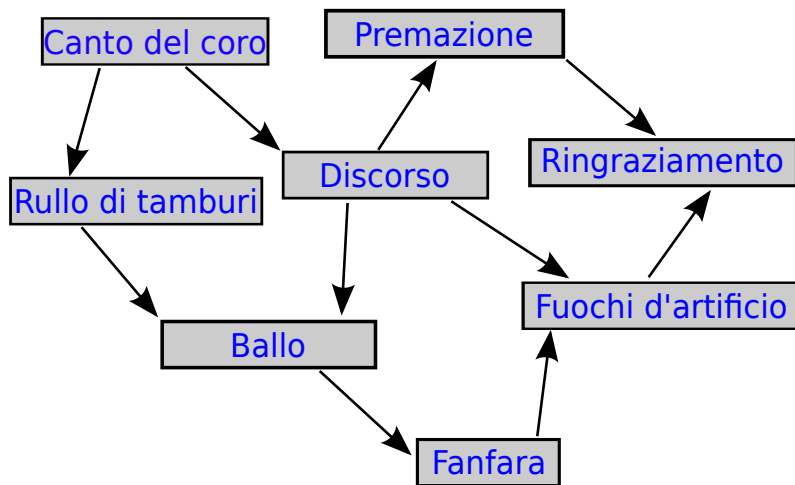 Canto del coro
Premazione
Ringraziamento
Discorso
Rullo di tamburi
Fuochi d'artificio
Ballo
Fanfara